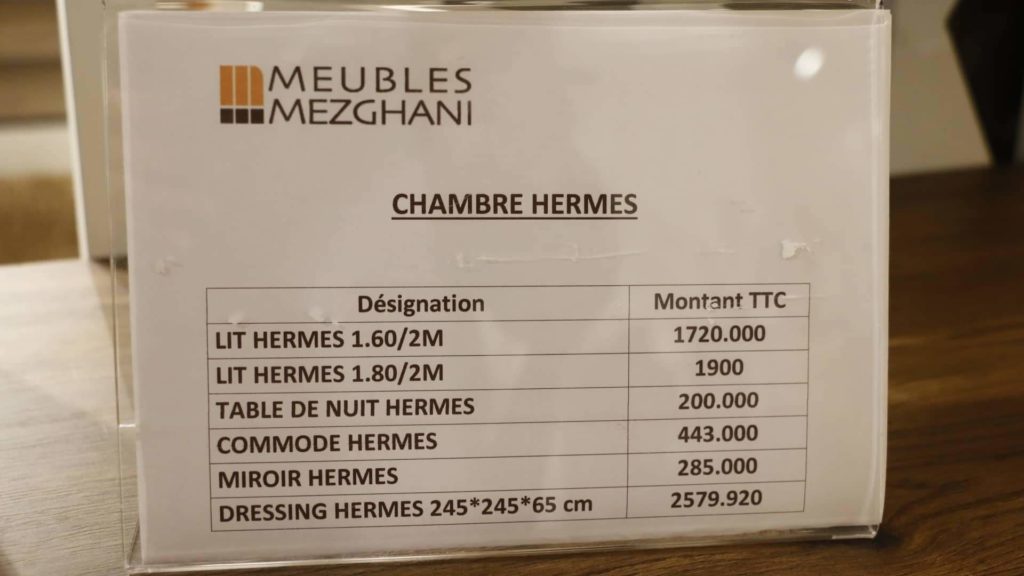 MEUBLES
MEZGHANI
CHAMBRE HERMES
Désignation Montant TTC
LIT HERMES 1.60/2M 1720.000
LIT HERMES 1.80/2M 1900
TABLE DE NUIT HERMES 200.000
COMMODE HERMES 443.000
MIROIR HERMES 285.000
DRESSING HERMES 245*245*65 cm 2579.920